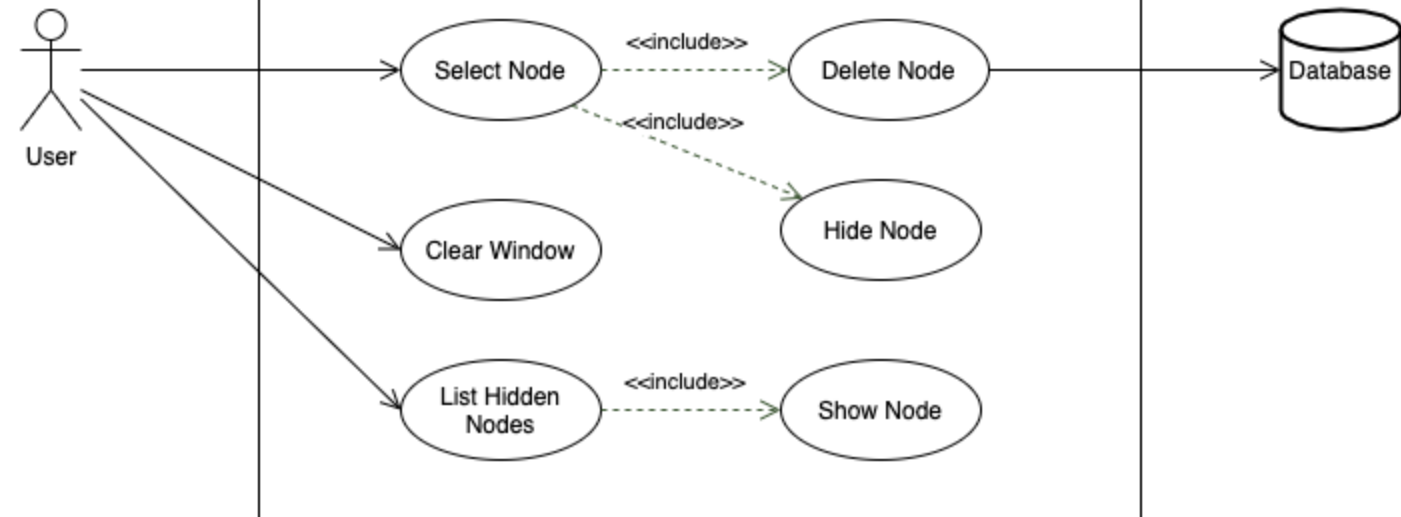 <<include>>
Select Node
Delete Node
Database
<<include>>
User
Hide Node
Clear Window
<<include>>
List Hidden
Nodes
Show Node